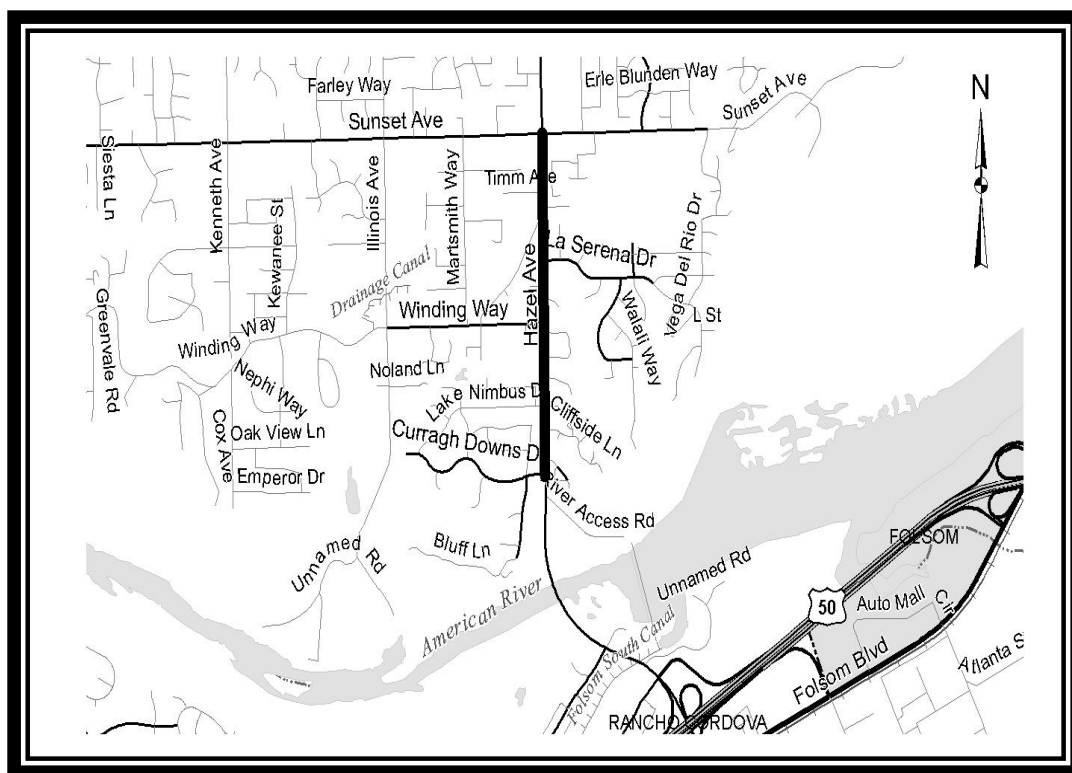 Farley Way
Erle Blunden Way
N
Sunset Ave
Sunset Ave
Siesta Ln
Kenneth Ave
Kewanee St
Illinois Ave
Martsmith Way
Timm Ave
La Serena Dr
Vega Del Rio Dr
Drainage Canal
Hazel Ave
Winding Way
Winding Way
Walali Way
L St
Greenvale Rd
Nephi Way
Noland Ln
Lake Nimbus D
Cliffside Ln
Cox Ave
Oak View Ln
Curragh Downs D
Emperor Dr
River Access Rd
Bluff Ln
Unnamed Rd
Unnamed Rd
American River
FOLSOM
50
Auto Mall Cir
Folsom South Canal
Folsom Blvd
Atlanta S
RANCHO CORDOVA